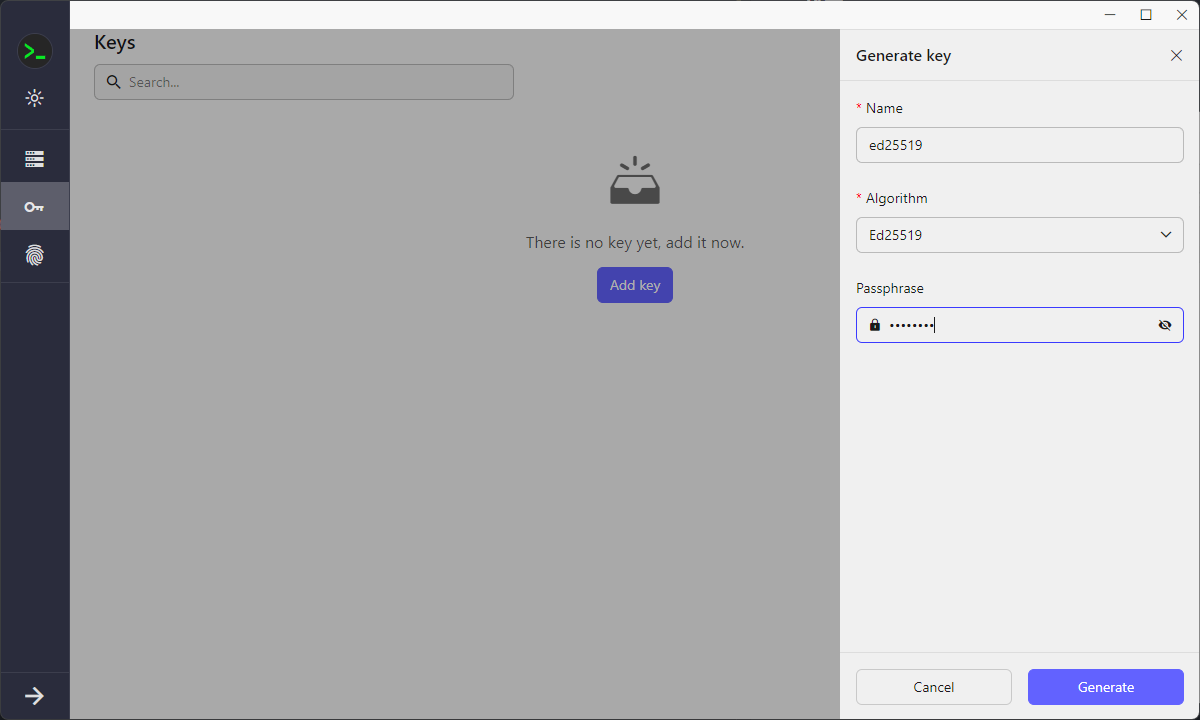 Keys
Search...
There is no key yet, add it now.
Add key
Generate key
* Name
ed25519
* Algorithm
Ed25519
Passphrase
••••••••
Cancel
Generate